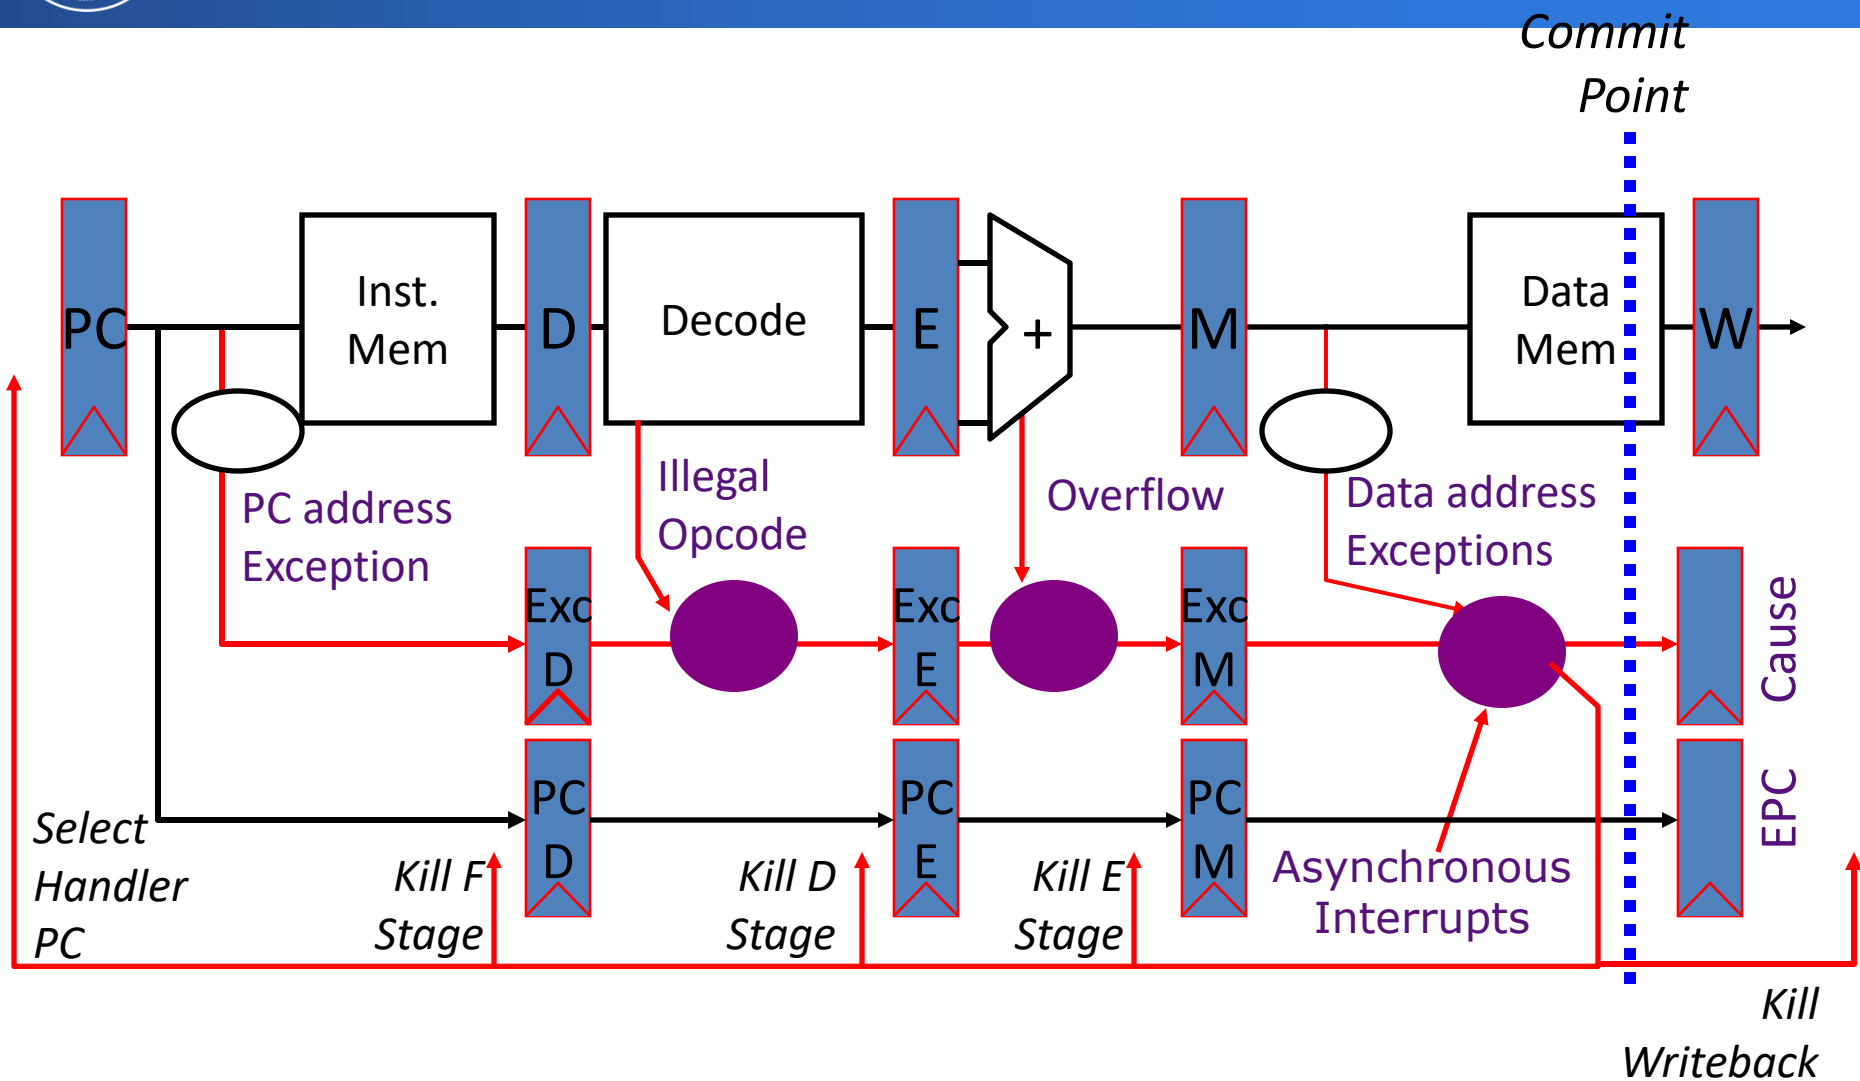 Commit
Point
PC
Inst.
Mem
D
Decode
E
+
M
Data
Mem
W
PC address
Exception
Illegal
Opcode
Overflow
Data address
Exceptions
Exc
D
Exc
E
Exc
M
Cause
PC
D
PC
E
PC
M
EPC
Select
Handler
PC
Kill F
Stage
Kill D
Stage
Kill E
Stage
Asynchronous
Interrupts
Kill
Writeback